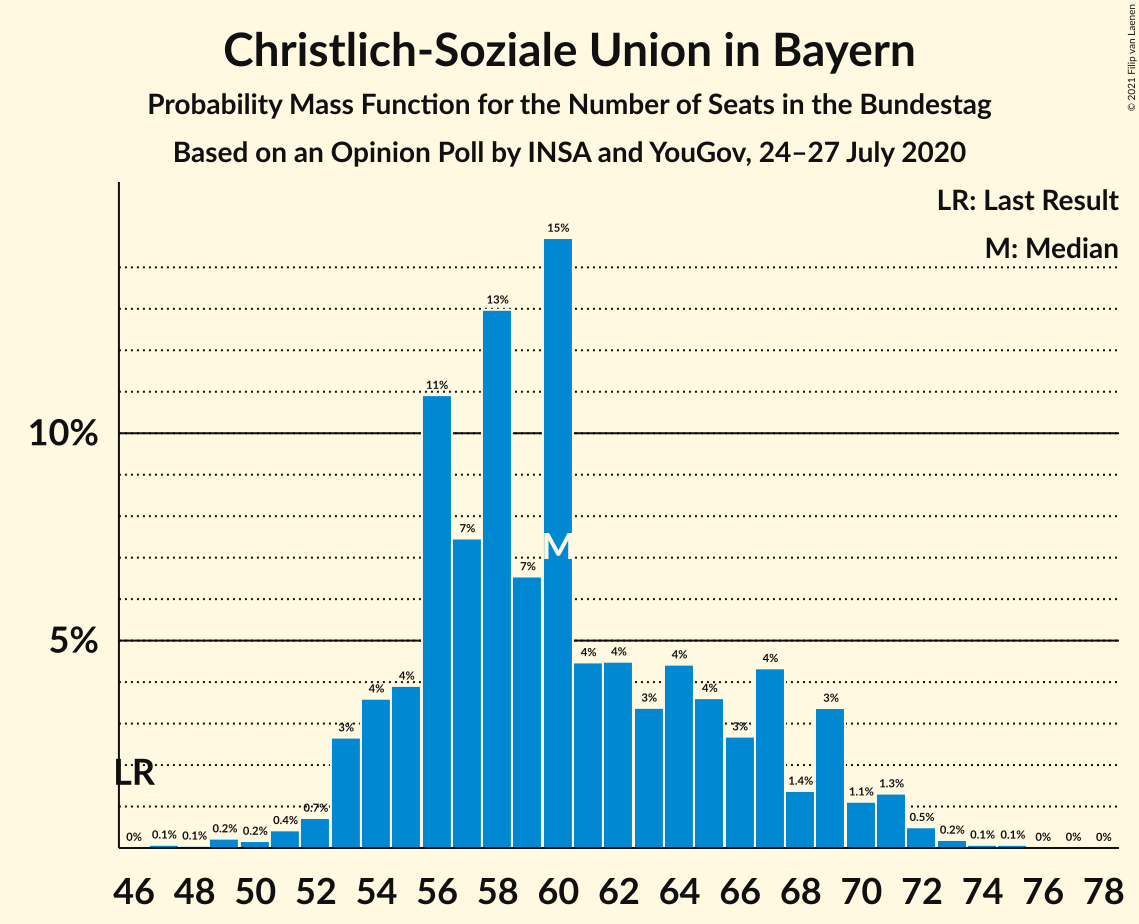 Christlich-Soziale Union in Bayern
Probability Mass Function for the Number of Seats in the Bundestag
Based on an Opinion Poll by INSA and YouGov, 24–27 July 2020
© 2021 Filip van Laenen
LR: Last Result
M: Median
10%
5%
LR
M
0% 0.1% 0.1% 0.2% 0.2% 0.4% 0.7% 3% 4% 4% 11% 7% 13% 7% 15% 4% 4% 3% 4% 4% 3% 4% 1.4% 3% 1.1% 1.3% 0.5% 0.2% 0.1% 0.1% 0% 0% 0%
46 48 50 52 54 56 58 60 62 64 66 68 70 72 74 76 78